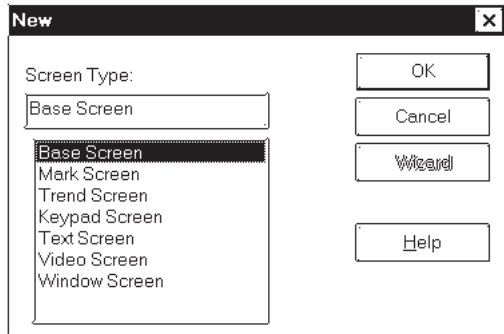 New
Screen Type:
Base Screen
Base Screen
Mark Screen
Trend Screen
Keypad Screen
Text Screen
Video Screen
Window Screen
OK
Cancel
Wizard
Help